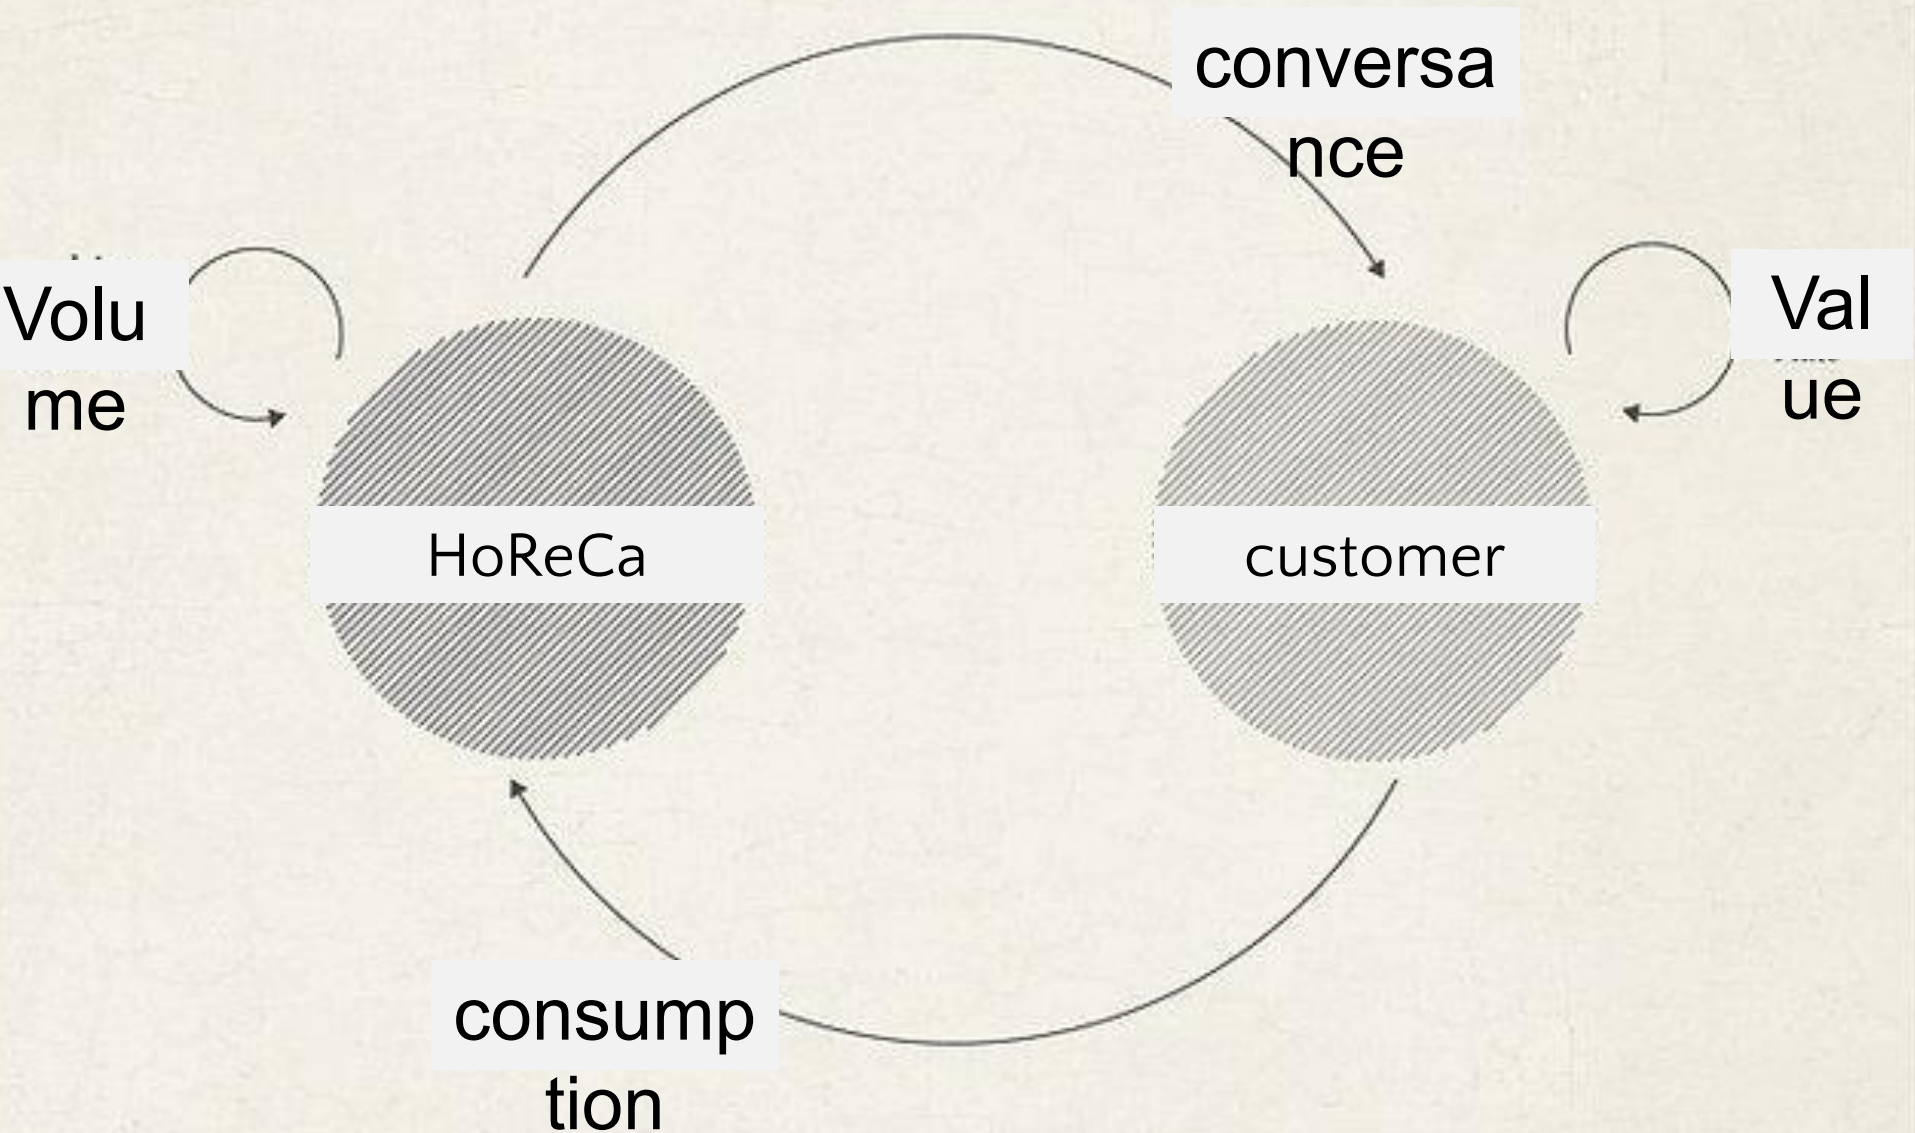 conversa
nce
Volu
me
Val
ue
HoReCa
customer
consump
tion